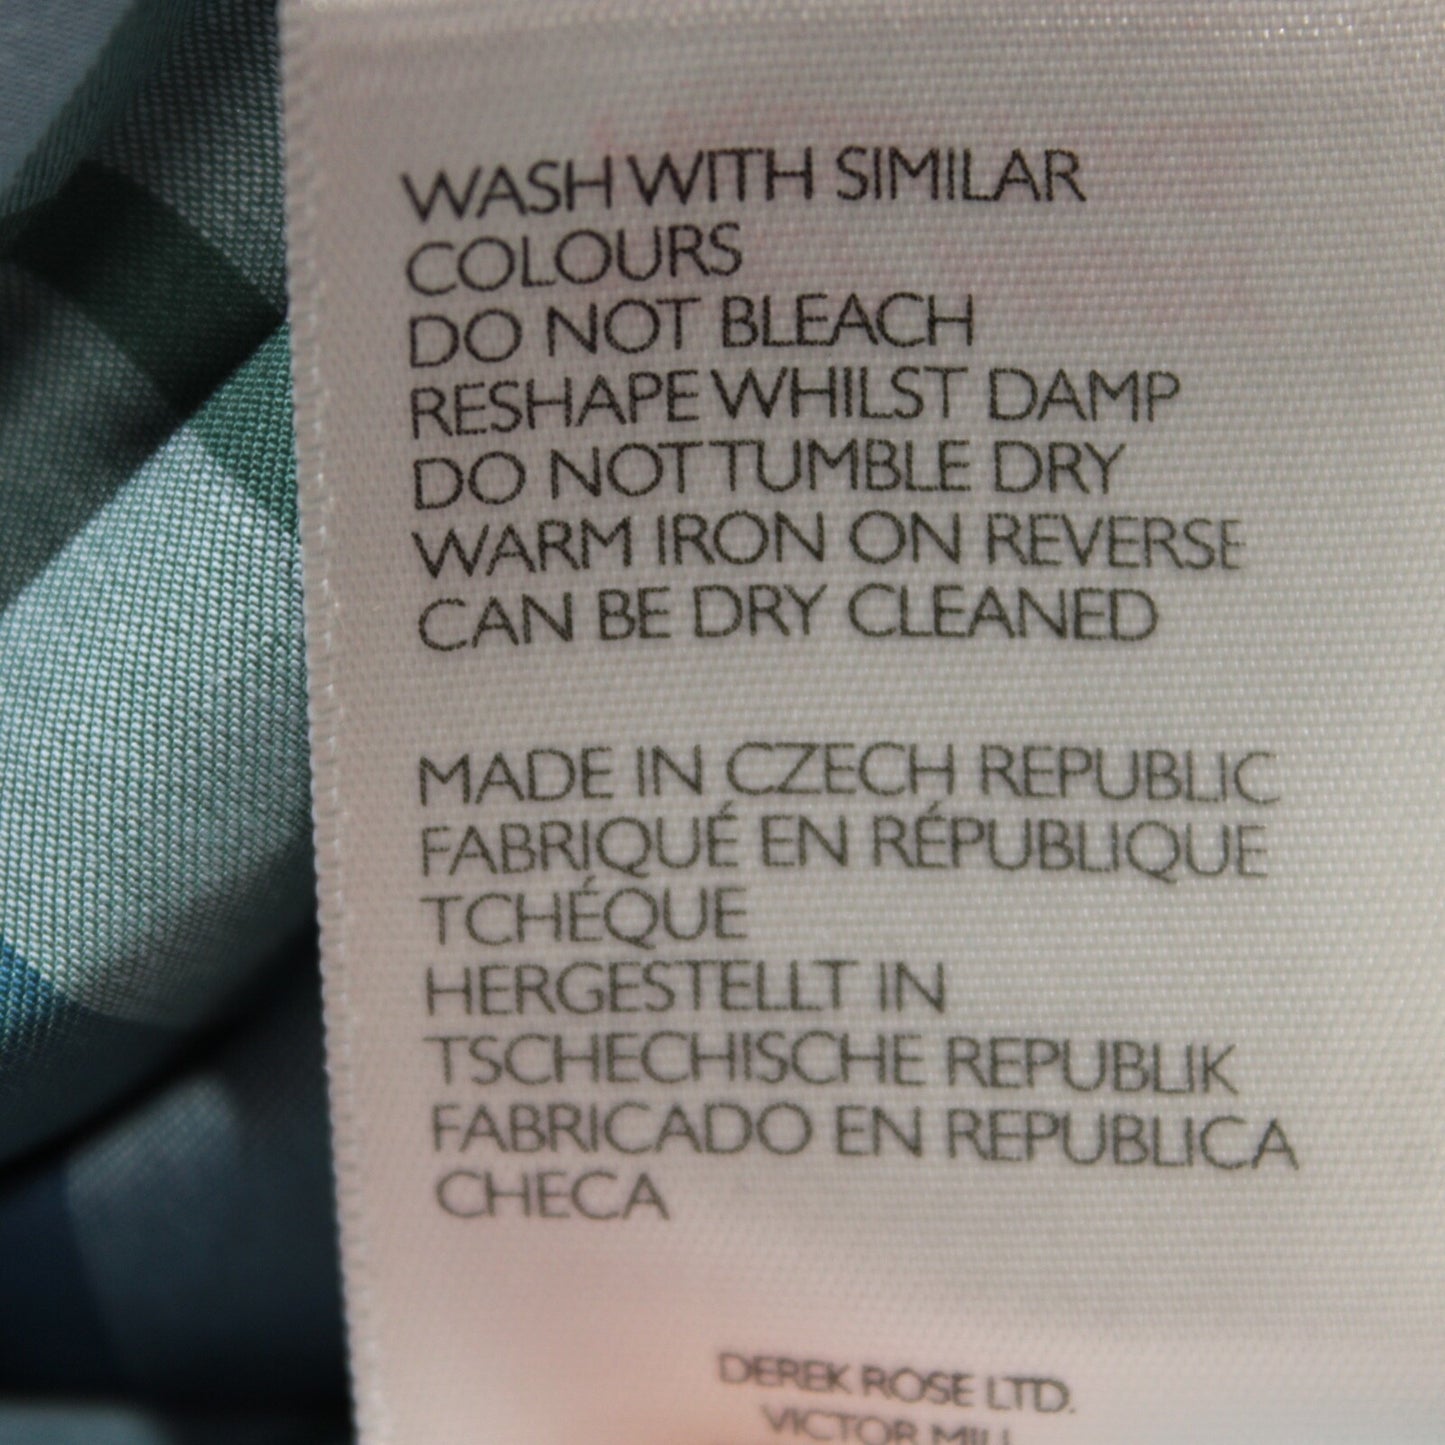 WASH WITH SIMILAR
COLOURS
DO NOT BLEACH
RESHAPE WHILST DAMP
DO NOT TUMBLE DRY
WARM IRON ON REVERSE
CAN BE DRY CLEANED
MADE IN CZECH REPUBLIC
FABRIQUÉ EN RÉPUBLIQUE
TCHÉQUE
HERGESTELLT IN
TSCHECHISCHE REPUBLIK
FABRICADO EN REPUBLICA
CHECA
DEREK ROSE LTD.
VICTOR MILL